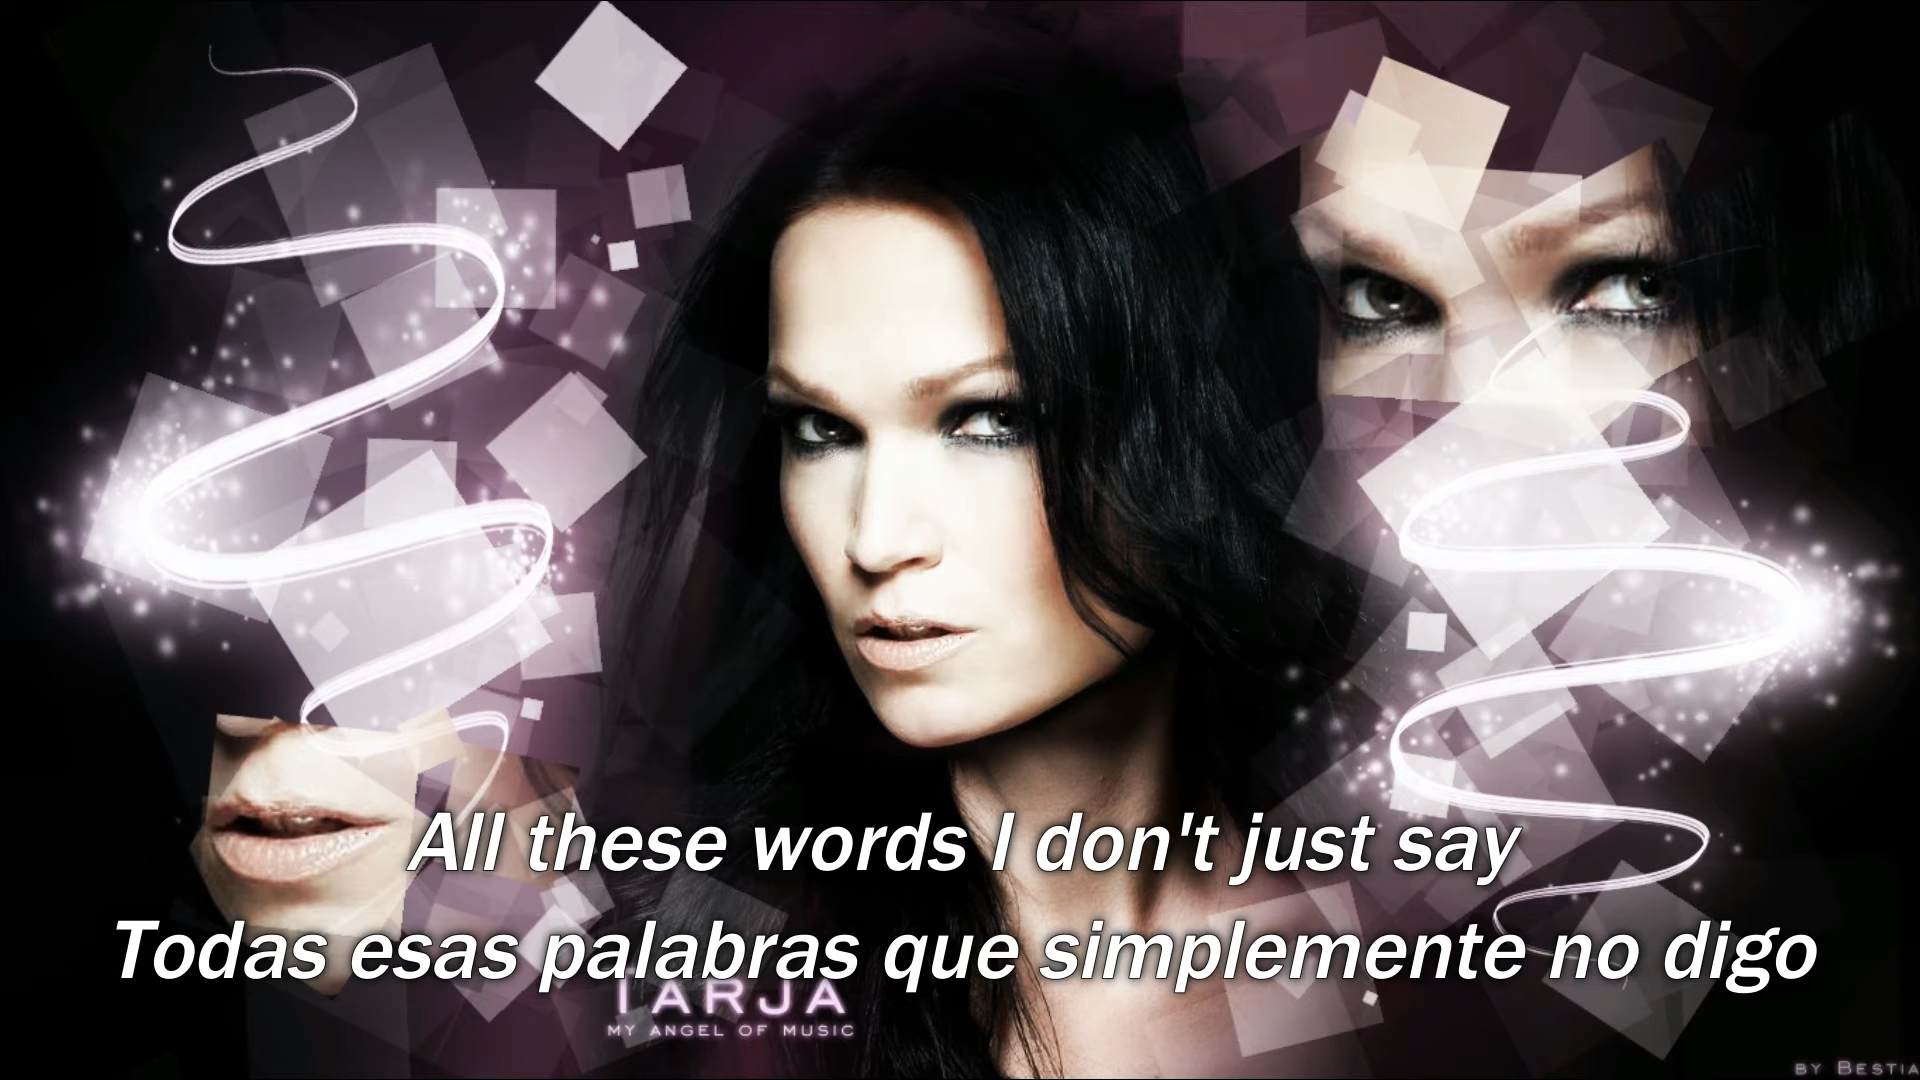 All these words I don't just say
Todas esas palabras que simplemente no digo
TARJA
MY ANGEL OF MUSIC
BY BESTIA